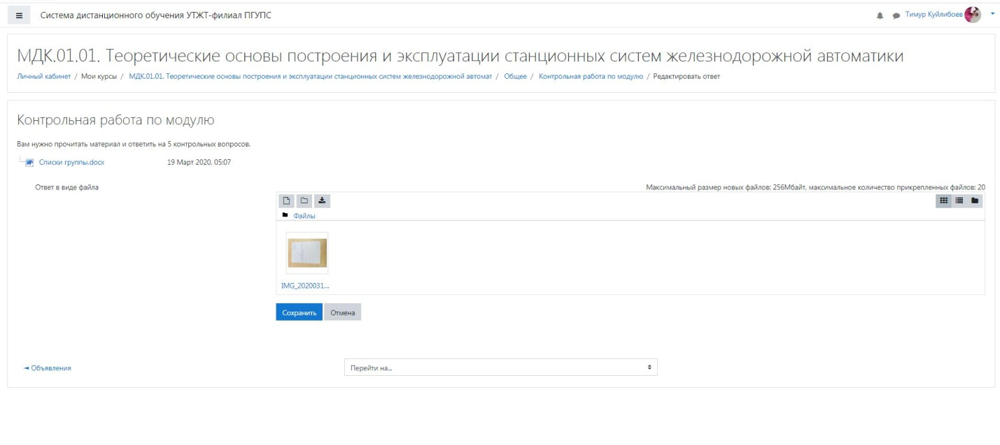 Система дистанционного обучения УТЖТ-филиал ПГУПС
Тимур Куйлибоев
МДК.01.01. Теоретические основы построения и эксплуатации станционных систем железнодорожной автоматики
Личный кабинет / Мои курсы / МДК.01.01. Теоретические основы построения и эксплуатации станционных систем железнодорожной автомат / Общее / Контрольная работа по модулю / Редактировать ответ
Контрольная работа по модулю
Вам нужно прочитать материал и ответить на 5 контрольных вопросов.
Списки группы.docx 19 Март 2020, 05:07
Ответ в виде файла
Максимальный размер новых файлов: 256Мбайт, максимальное количество прикрепленных файлов: 20
Файлы
IMG_2020031...
Сохранить Отмена
◄ Объявления
Перейти на...